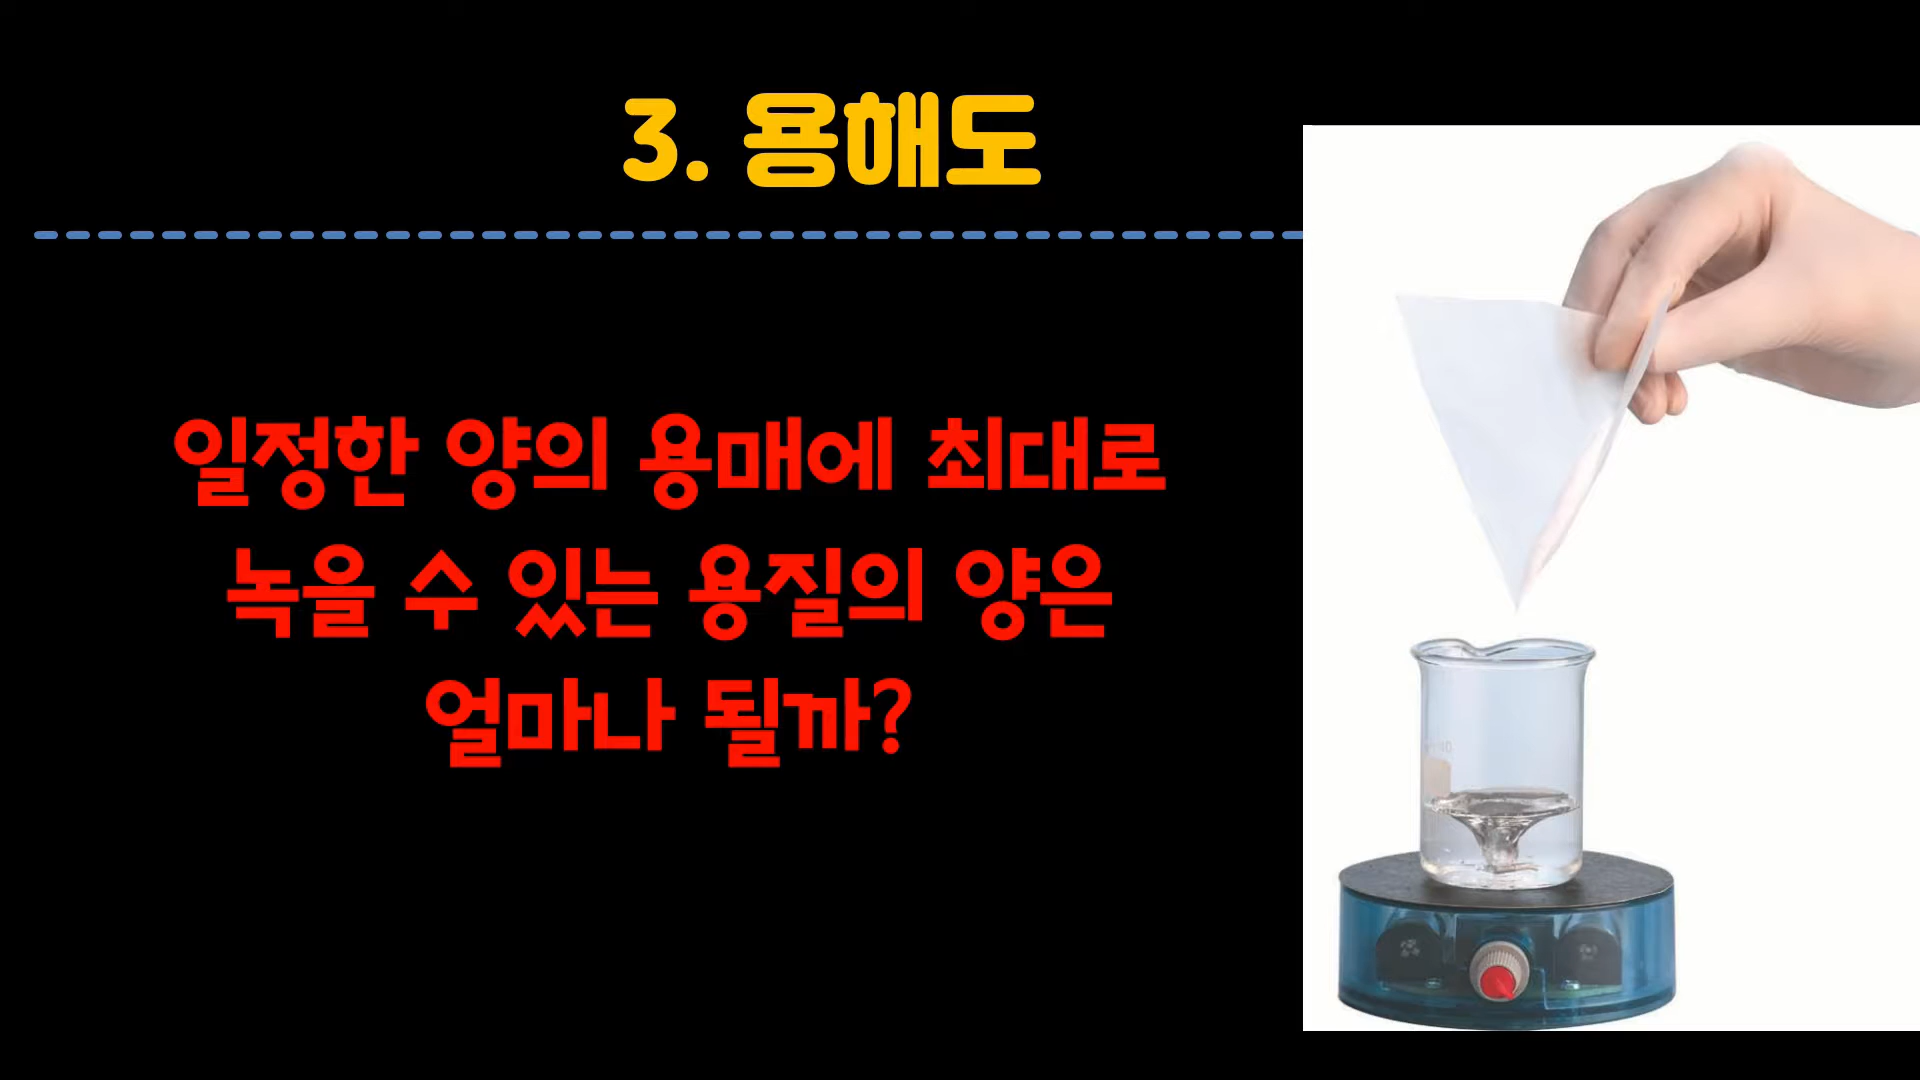 3. 용해도
일정한 양의 용매에 최대로
녹을 수 있는 용질의 양은
얼마나 될까?